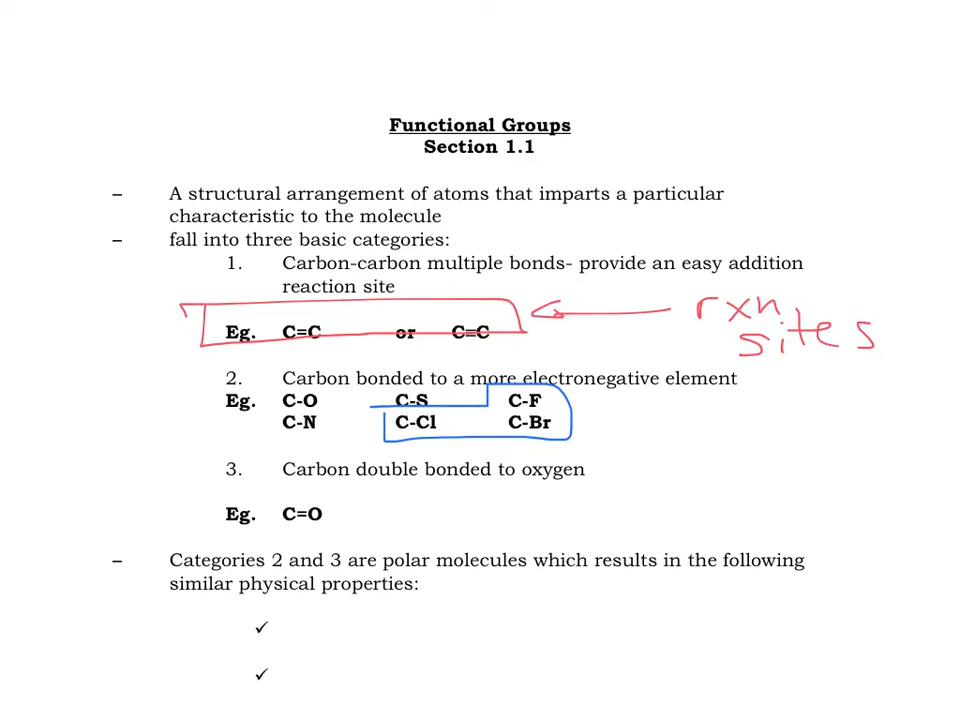 Functional Groups
Section 1.1
– A structural arrangement of atoms that imparts a particular
characteristic to the molecule
– fall into three basic categories:
1. Carbon-carbon multiple bonds- provide an easy addition
reaction site
rxn
Eg. C=C or C≡C
sites
2. Carbon bonded to a more electronegative element
Eg. C-O C-S C-F
C-N C-Cl C-Br
3. Carbon double bonded to oxygen
Eg. C=O
– Categories 2 and 3 are polar molecules which results in the following
similar physical properties:
✓
✓